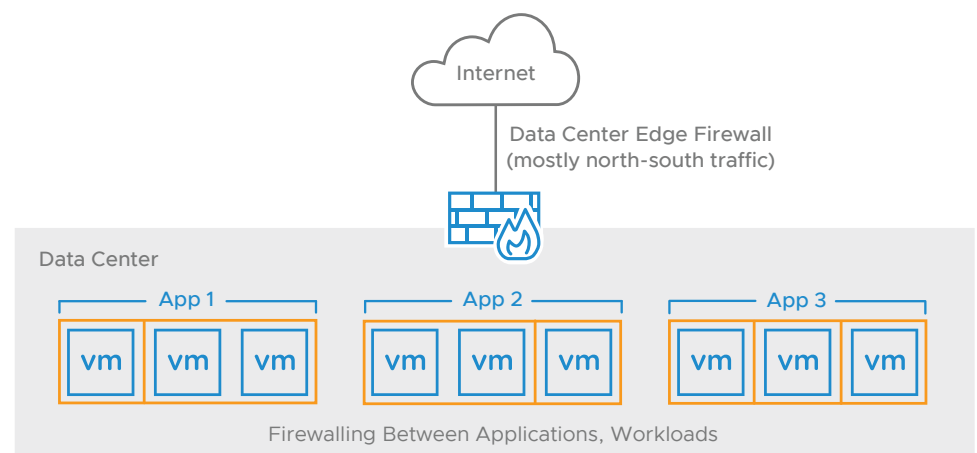 Internet
Data Center Edge Firewall
(mostly north-south traffic)
Data Center
App 1
App 2
App 3
vm vm vm vm vm vm vm vm vm
Firewalling Between Applications, Workloads